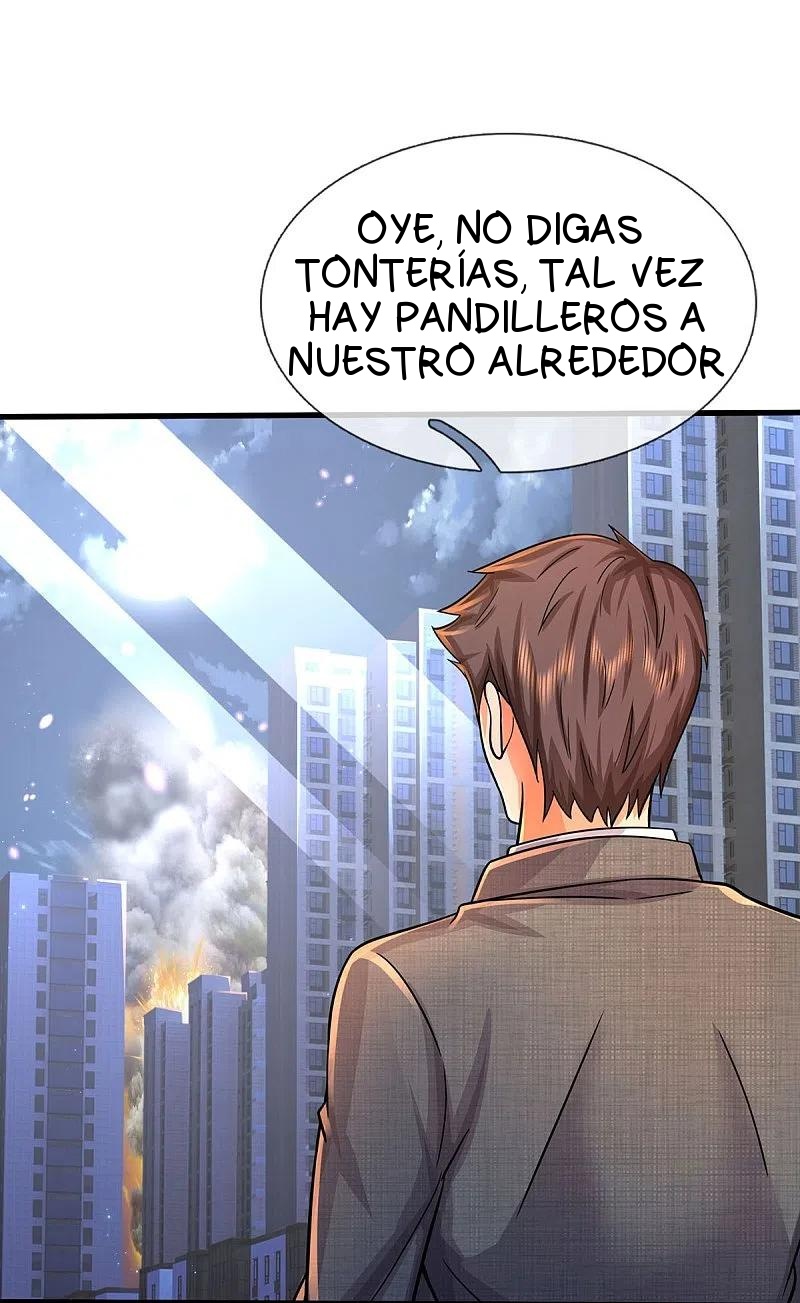 OYE, NO DIGAS
TONTERÍAS, TAL VEZ
HAY PANDILLEROS A
NUESTRO ALREDEDOR